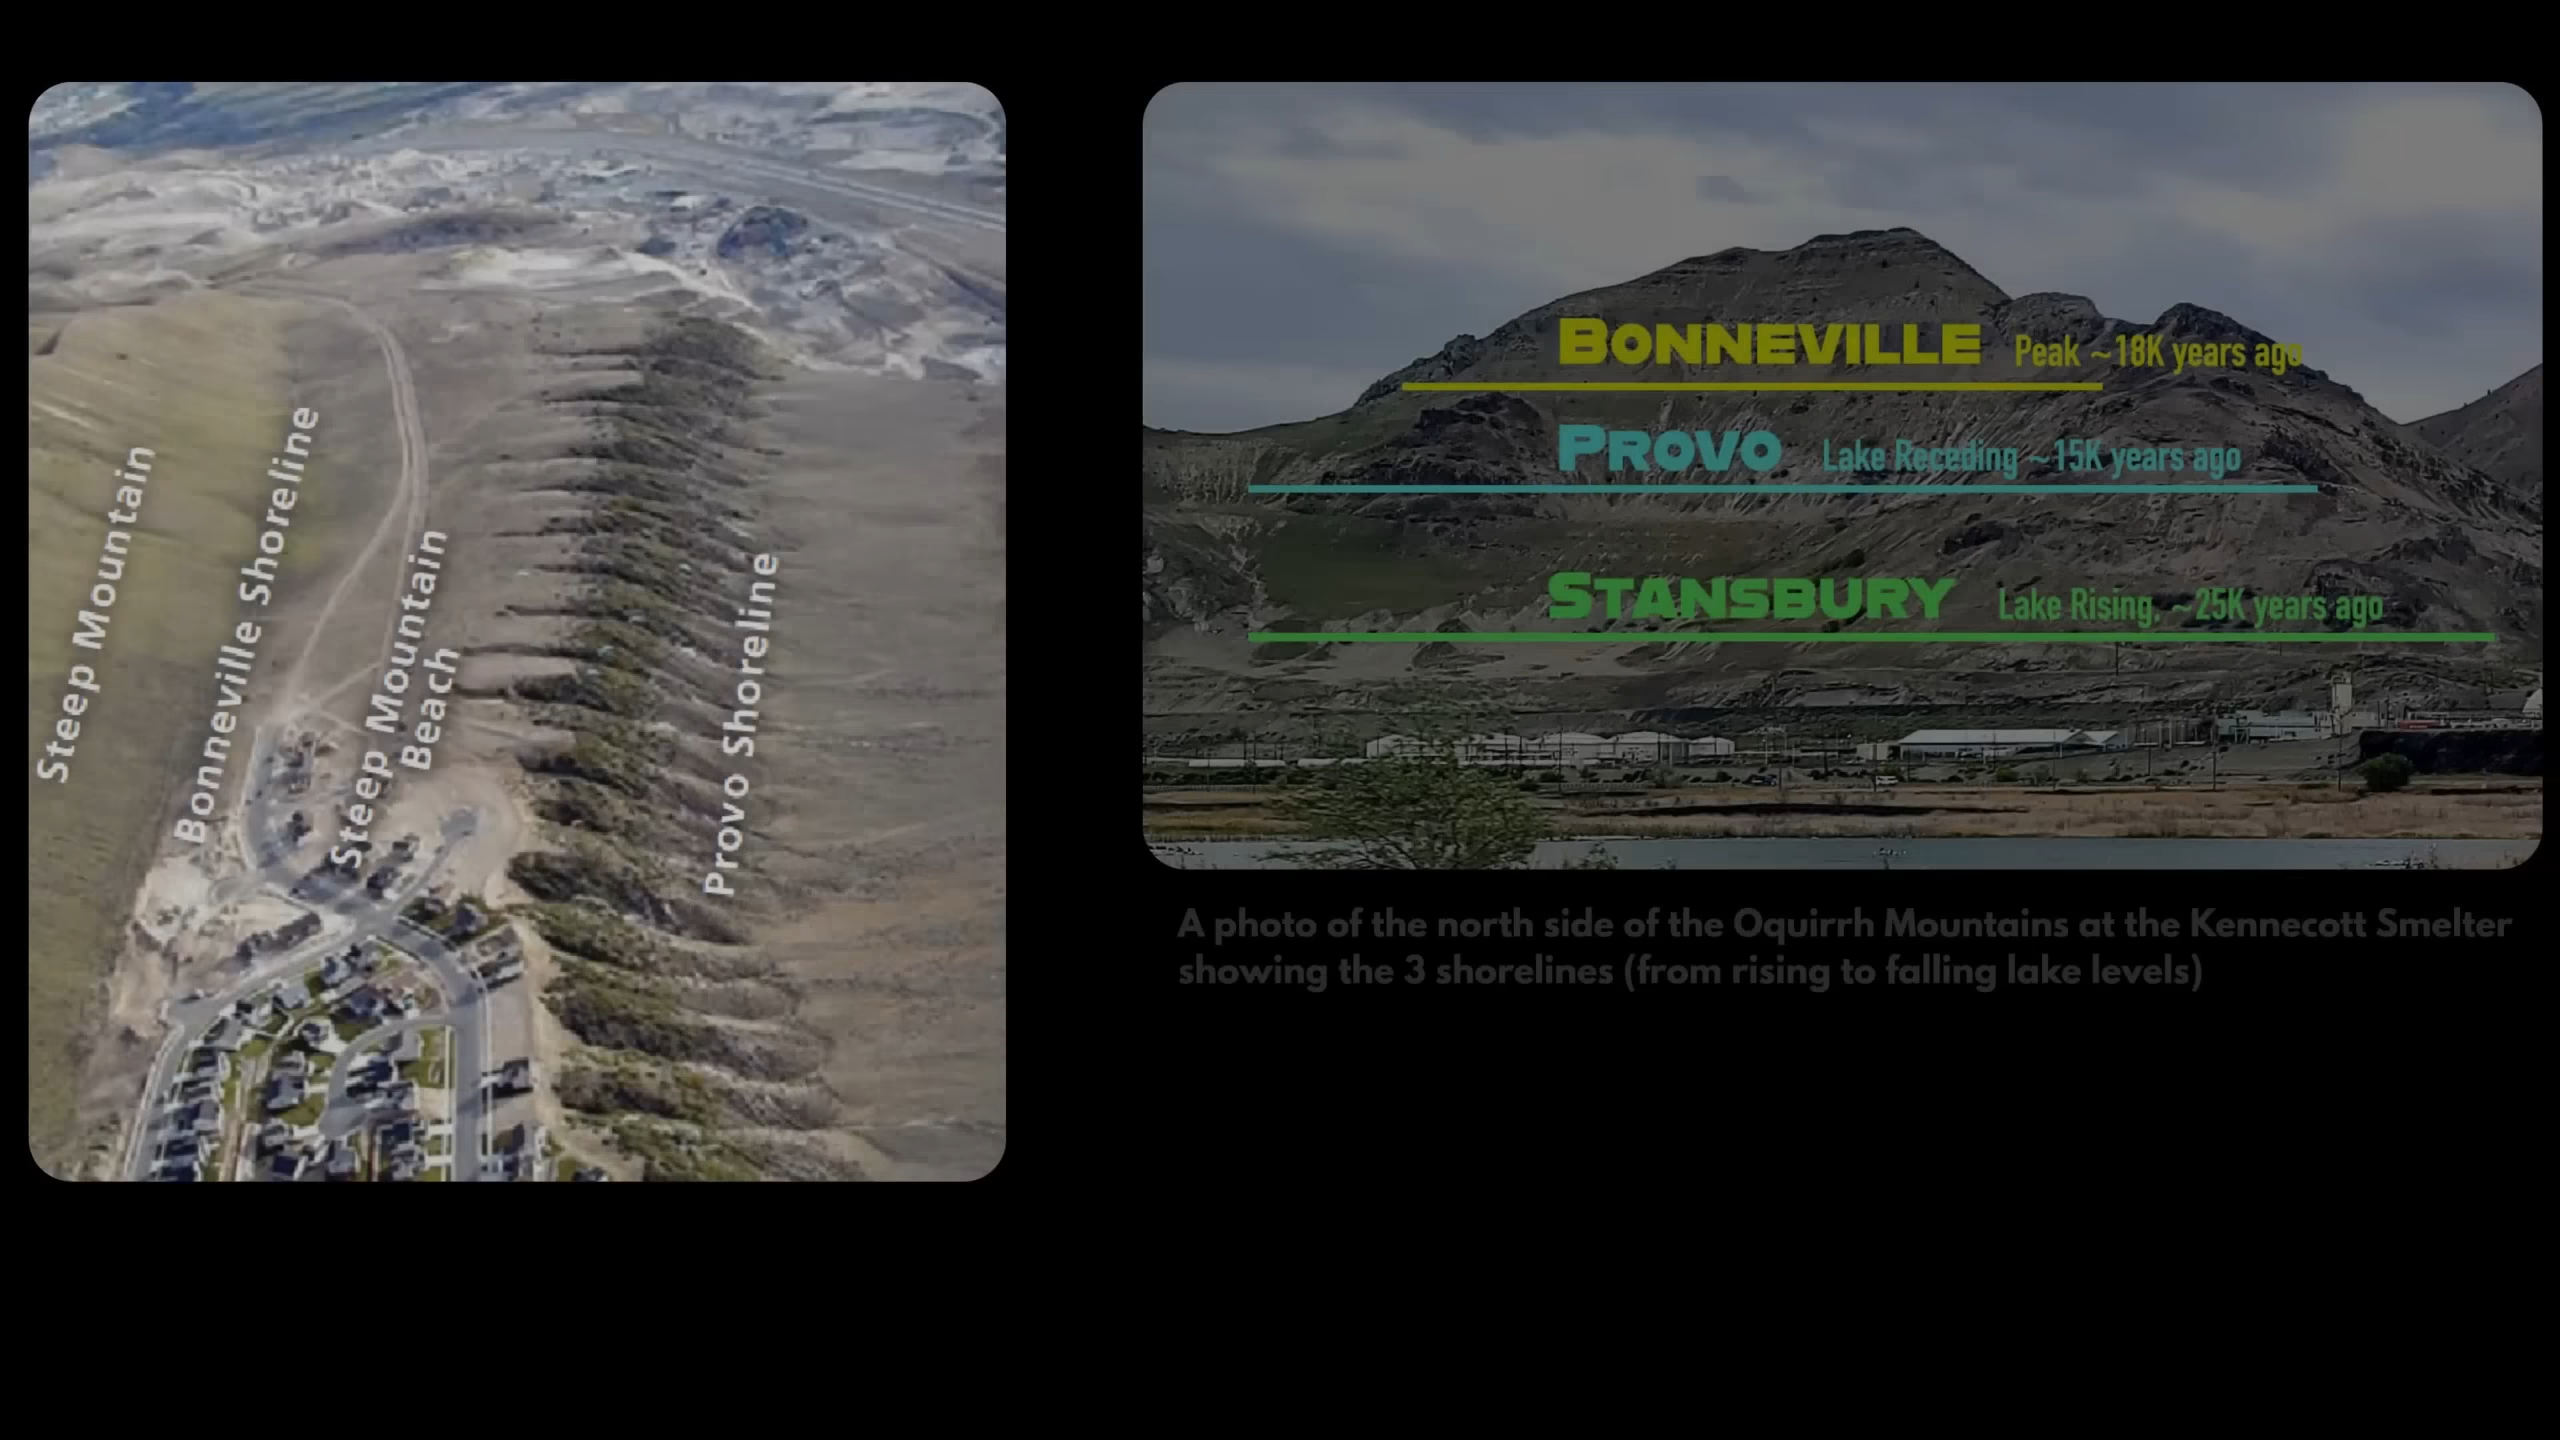 Steep Mountain
Bonneville Shoreline
Steep Mountain
Beach
Provo Shoreline
BONNEVILLE Peak ~18K years ago
PROVO Lake Receding ~15K years ago
STANSBURY Lake Rising, ~25K years ago
A photo of the north side of the Oquirrh Mountains at the Kennecott Smelter
showing the 3 shorelines (from rising to falling lake levels)